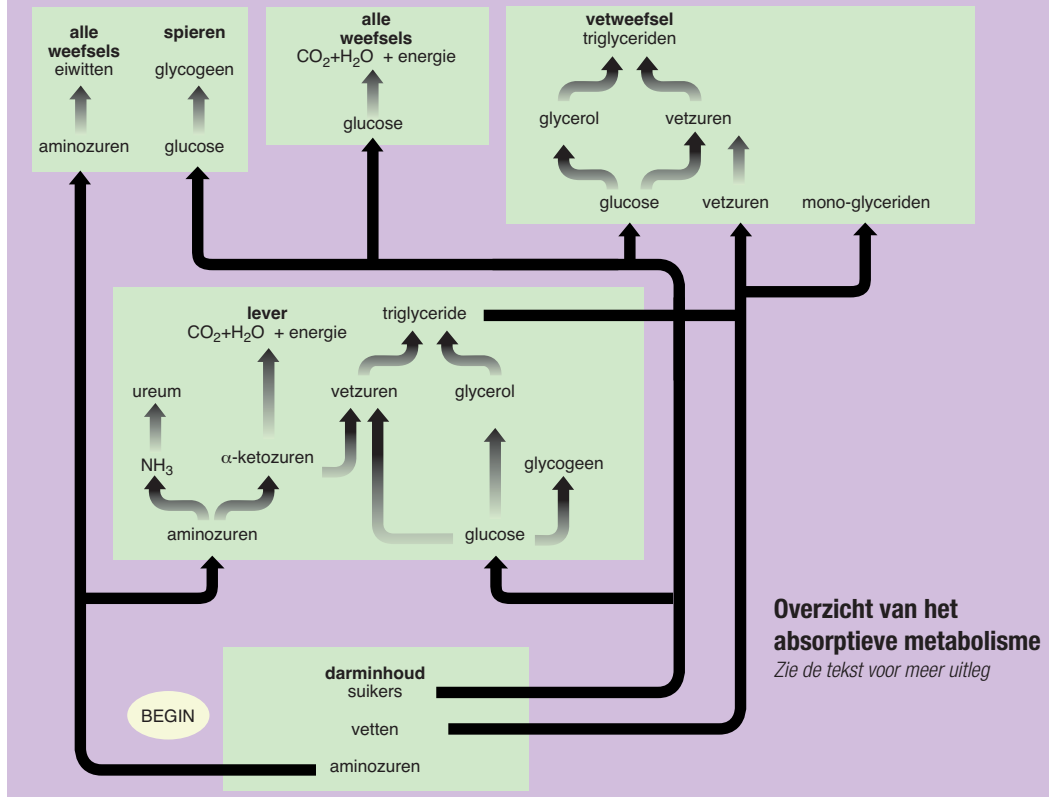 alle
weefsels
eiwitten
aminozuren
spieren
glycogeen
glucose
alle
weefsels
CO₂+H₂O + energie
glucose
vetweefsel
triglyceriden
glycerol
vetzuren
glucose
vetzuren
mono-glyceriden
lever
CO₂+H₂O + energie
triglyceride
ureum
vetzuren
glycerol
NH₃
α-ketozuren
glycogeen
aminozuren
glucose
Overzicht van het
absorptieve metabolisme
Zie de tekst voor meer uitleg
BEGIN
darminhoud
suikers
vetten
aminozuren